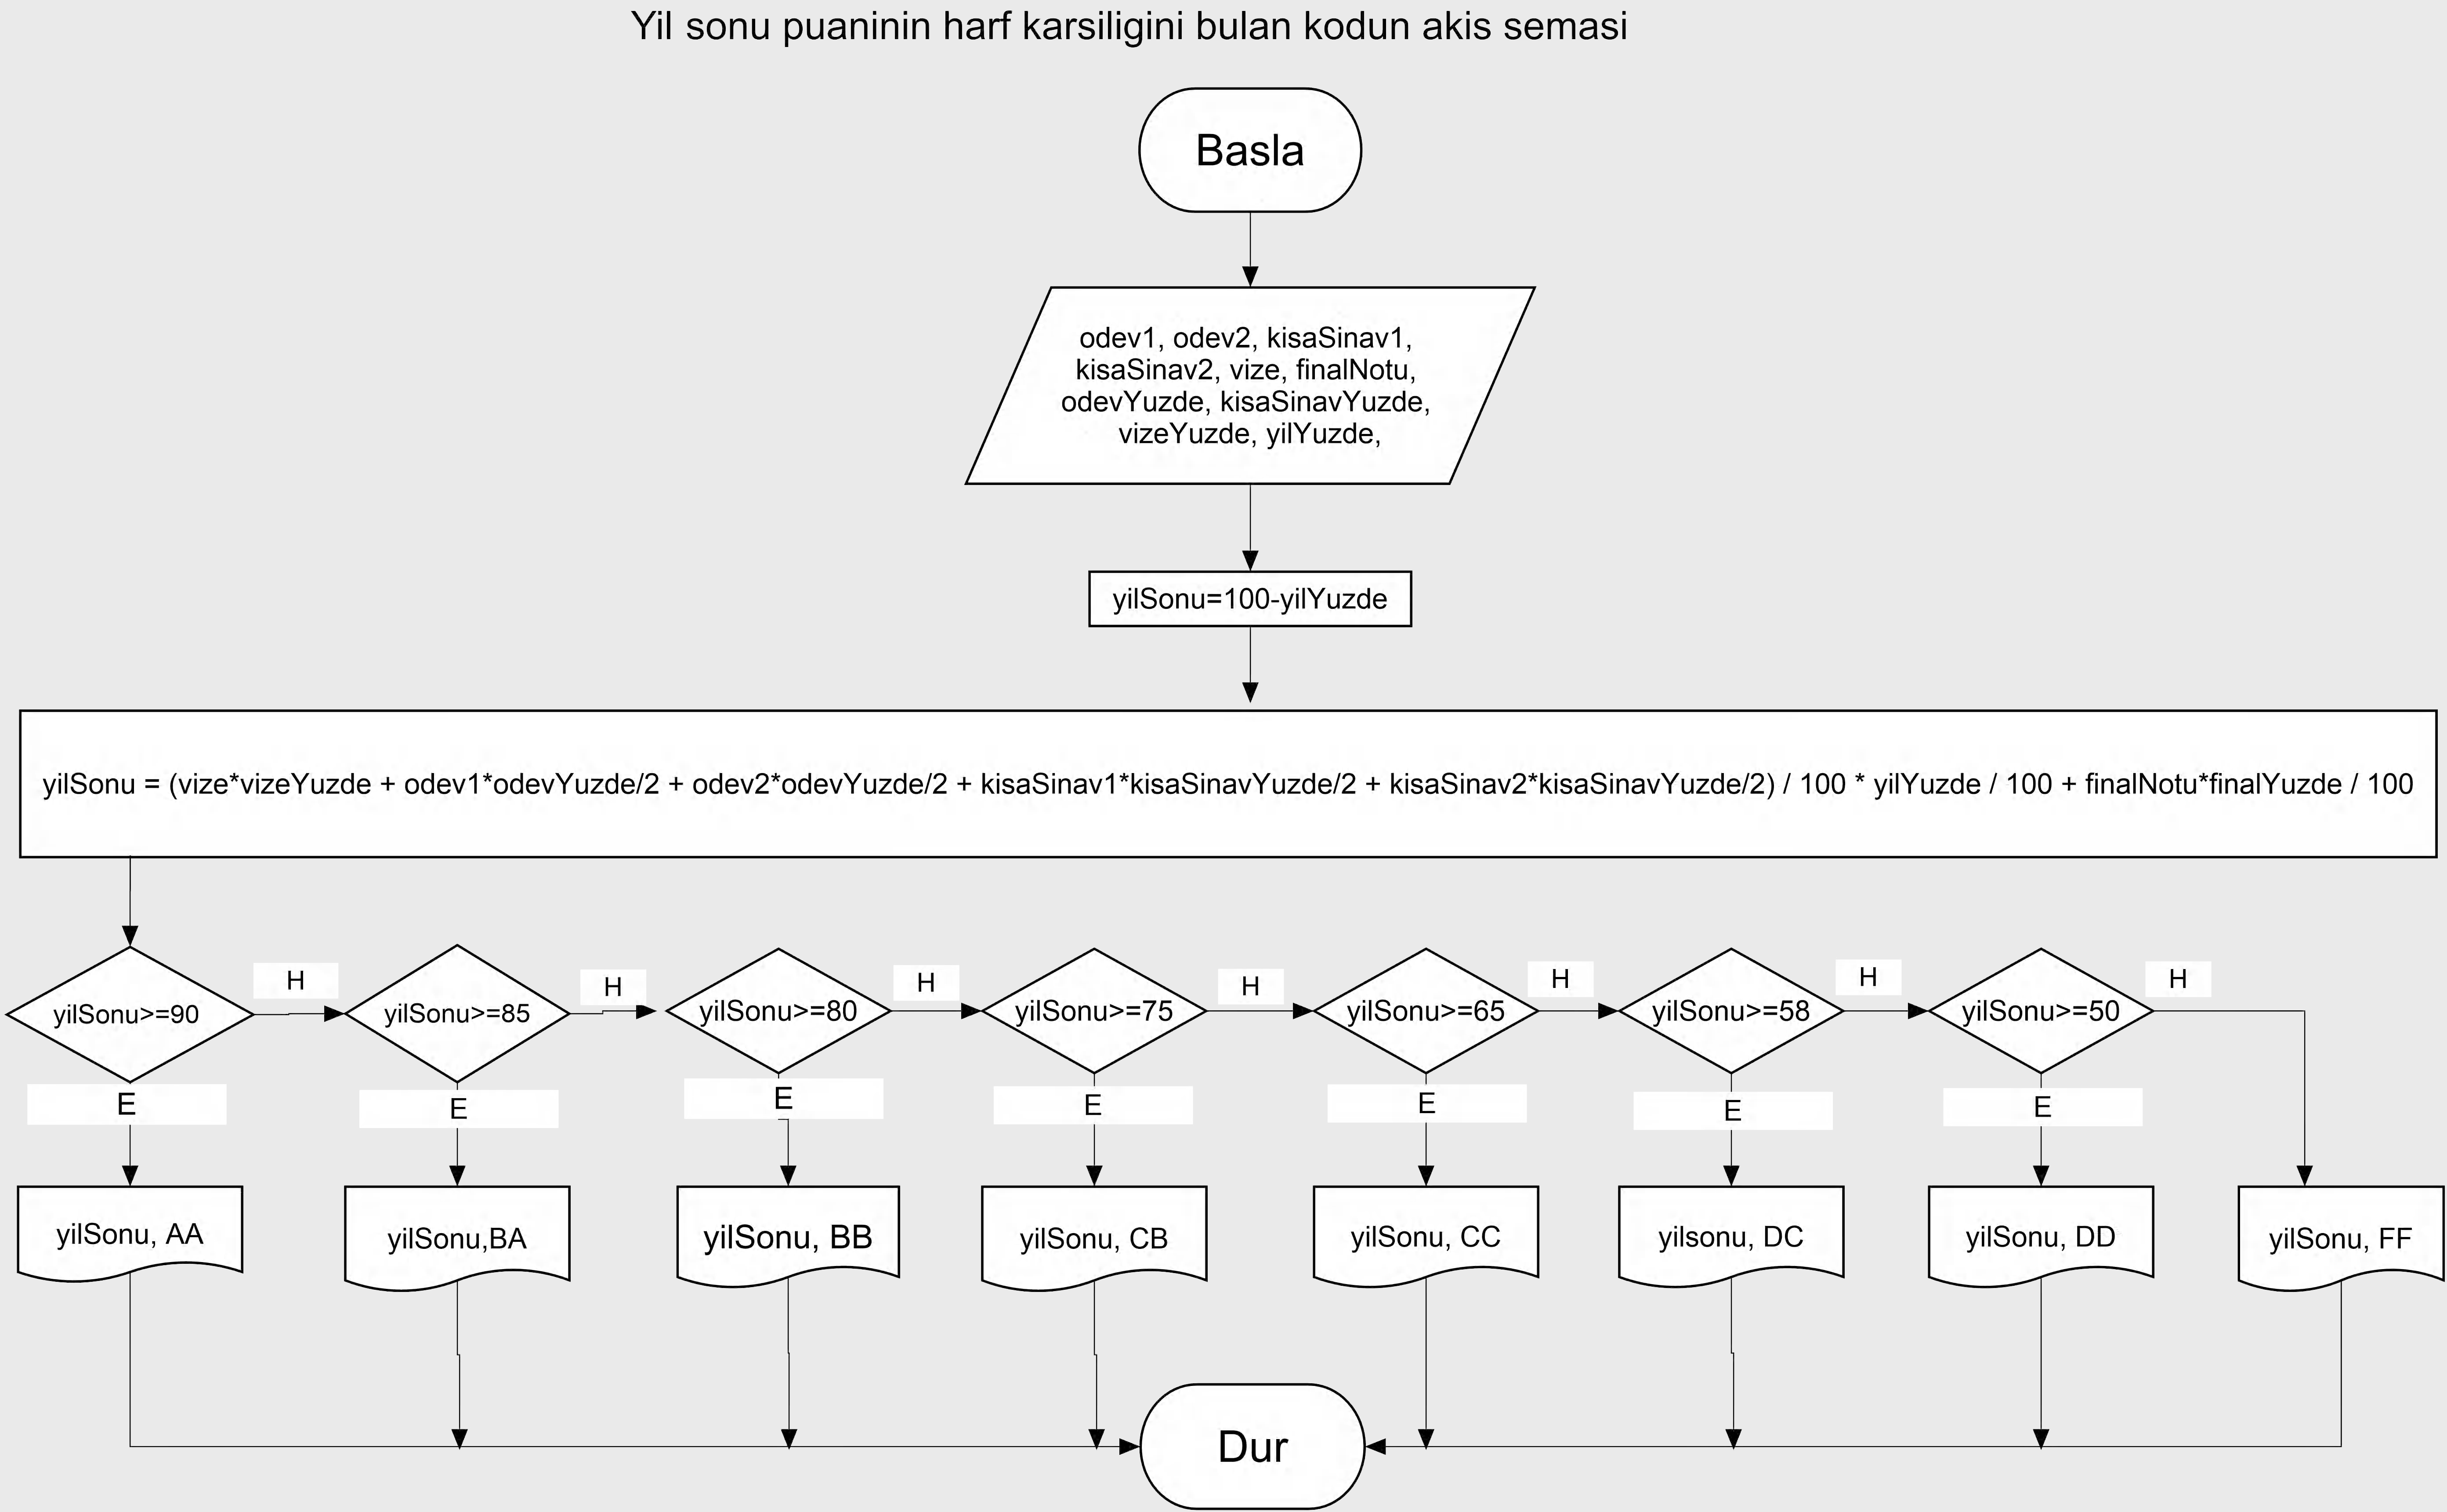 Yil sonu puaninin harf karsiligini bulan kodun akis semasi
Basla
odev1, odev2, kisaSinav1,
kisaSinav2, vize, finalNotu,
odevYuzde, kisaSinavYuzde,
vizeYuzde, yilYuzde,
yilSonu=100-yilYuzde
yilSonu = (vize*vizeYuzde + odev1*odevYuzde/2 + odev2*odevYuzde/2 + kisaSinav1*kisaSinavYuzde/2 + kisaSinav2*kisaSinavYuzde/2) / 100 * yilYuzde / 100 + finalNotu*finalYuzde / 100
yilSonu>=90
H
yilSonu>=85
H
yilSonu>=80
H
yilSonu>=75
H
yilSonu>=65
H
yilSonu>=58
H
yilSonu>=50
H
E
E
E
E
E
E
E
yilSonu, AA
yilSonu,BA
yilSonu, BB
yilSonu, CB
yilSonu, CC
yilsonu, DC
yilSonu, DD
yilSonu, FF
Dur